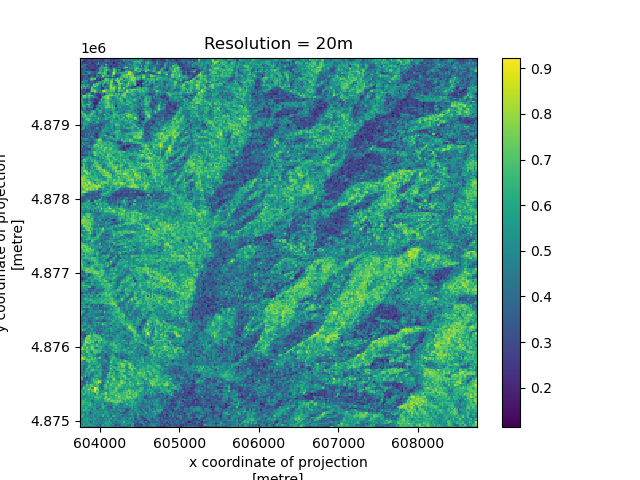 Resolution = 20m
1e6
4.879
4.878
4.877
4.876
4.875
y coordinate of projection
[metre]
604000 605000 606000 607000 608000
x coordinate of projection
[metre]
0.9
0.8
0.7
0.6
0.5
0.4
0.3
0.2